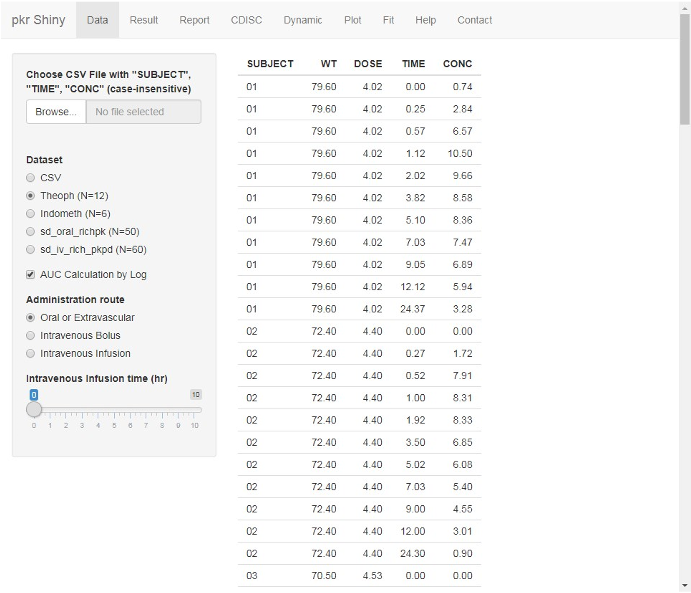 pkr Shiny Data Result Report CDISC Dynamic Plot Fit Help Contact
Choose CSV File with "SUBJECT",
"TIME", "CONC" (case-insensitive)
Browse... No file selected
Dataset
CSV
Theoph (N=12)
Indometh (N=6)
sd_oral_richpk (N=50)
sd_iv_rich_pkpd (N=60)
AUC Calculation by Log
Administration route
Oral or Extravascular
Intravenous Bolus
Intravenous Infusion
Intravenous Infusion time (hr)
0 10
0 1 2 3 4 5 6 7 8 9 10
SUBJECT WT DOSE TIME CONC
01 79.60 4.02 0.00 0.74
01 79.60 4.02 0.25 2.84
01 79.60 4.02 0.57 6.57
01 79.60 4.02 1.12 10.50
01 79.60 4.02 2.02 9.66
01 79.60 4.02 3.82 8.58
01 79.60 4.02 5.10 8.36
01 79.60 4.02 7.03 7.47
01 79.60 4.02 9.05 6.89
01 79.60 4.02 12.12 5.94
01 79.60 4.02 24.37 3.28
02 72.40 4.40 0.00 0.00
02 72.40 4.40 0.27 1.72
02 72.40 4.40 0.52 7.91
02 72.40 4.40 1.00 8.31
02 72.40 4.40 1.92 8.33
02 72.40 4.40 3.50 6.85
02 72.40 4.40 5.02 6.08
02 72.40 4.40 7.03 5.40
02 72.40 4.40 9.00 4.55
02 72.40 4.40 12.00 3.01
02 72.40 4.40 24.30 0.90
03 70.50 4.53 0.00 0.00